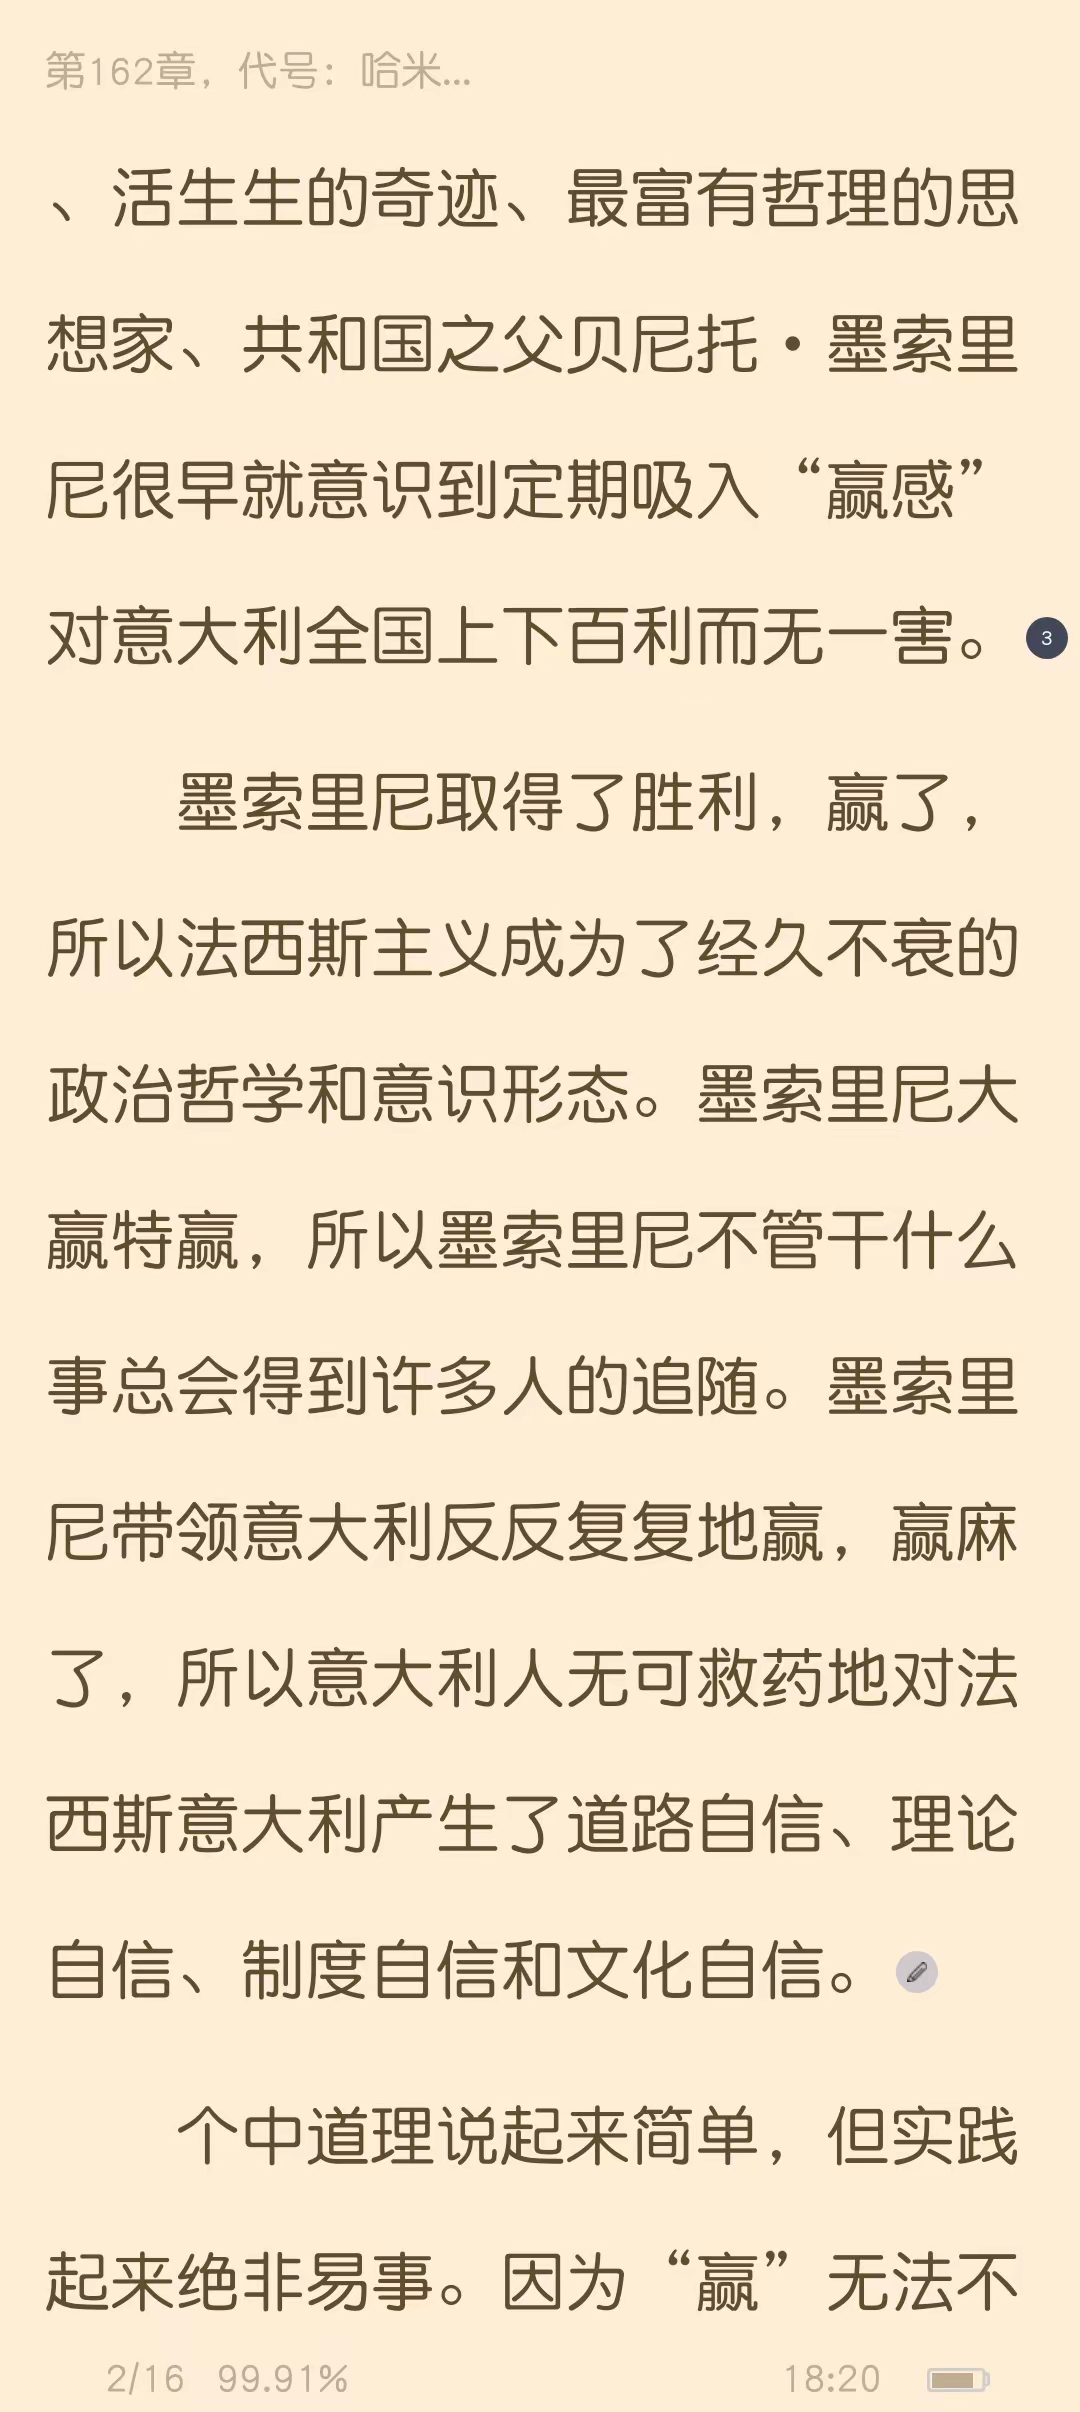 第162章，代号：哈米...
、活生生的奇迹、最富有哲理的思
想家、共和国之父贝尼托·墨索里
尼很早就意识到定期吸入“赢感”
对意大利全国上下百利而无一害。 3
墨索里尼取得了胜利，赢了，
所以法西斯主义成为了经久不衰的
政治哲学和意识形态。墨索里尼大
赢特赢，所以墨索里尼不管干什么
事总会得到许多人的追随。墨索里
尼带领意大利反反复复地赢，赢麻
了，所以意大利人无可救药地对法
西斯意大利产生了道路自信、理论
自信、制度自信和文化自信。
个中道理说起来简单，但实践
起来绝非易事。因为“赢”无法不
2/16 99.91% 18:20